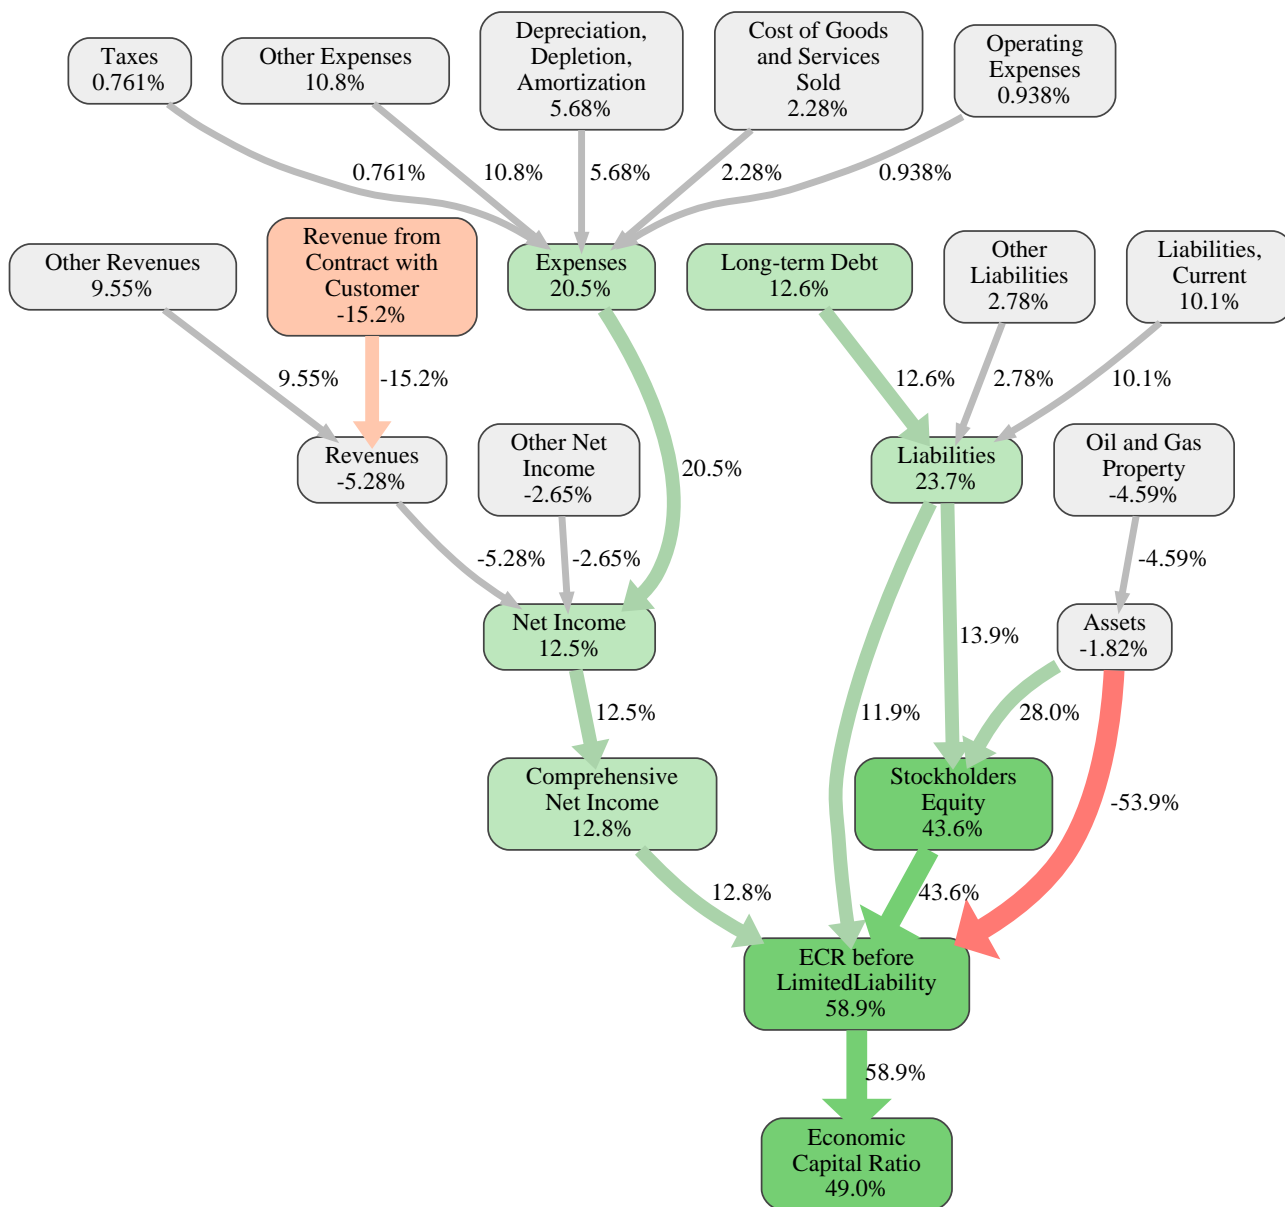 Taxes
0.761%
Other Expenses
10.8%
Depreciation,
Depletion,
Amortization
5.68%
Cost of Goods
and Services
Sold
2.28%
Operating
Expenses
0.938%
0.761%
10.8%
5.68%
2.28%
0.938%
Other Revenues
9.55%
Revenue from
Contract with
Customer
-15.2%
Expenses
20.5%
Long-term Debt
12.6%
Other
Liabilities
2.78%
Liabilities,
Current
10.1%
9.55%
-15.2%
12.6%
2.78%
10.1%
Revenues
-5.28%
Other Net
Income
-2.65%
20.5%
Liabilities
23.7%
Oil and Gas
Property
-4.59%
-5.28%
-2.65%
-4.59%
Net Income
12.5%
13.9%
Assets
-1.82%
12.5%
11.9%
28.0%
Comprehensive
Net Income
12.8%
Stockholders
Equity
43.6%
-53.9%
12.8%
43.6%
ECR before
LimitedLiability
58.9%
58.9%
Economic
Capital Ratio
49.0%